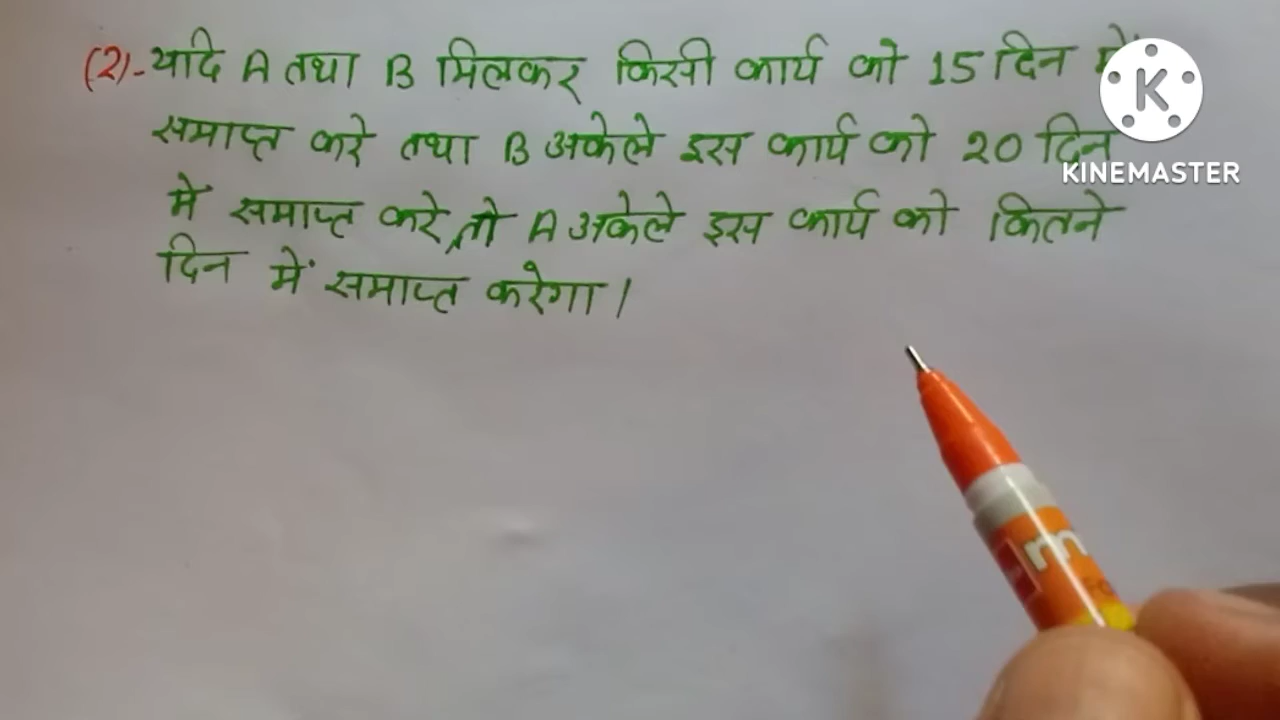 (2)- यदि A तथा B मिलकर किसी कार्य को 15 दिन में
समाप्त करे तथा B अकेले इस कार्य को 20 दिन
में समाप्त करे, तो A अकेले इस कार्य को कितने
दिन में समाप्त करेगा।
K
KINEMASTER
m